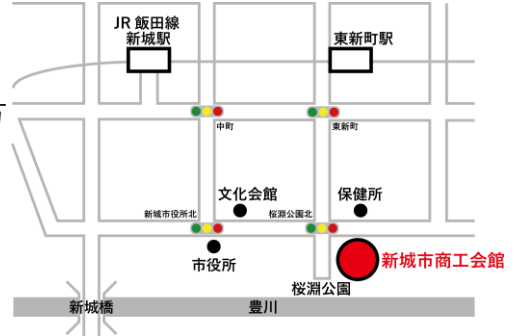 JR 飯田線
新城駅
東新町駅
中町
東新町
文化会館
保健所
新城市役所北
桜淵公園北
市役所
新城市商工会館
桜淵公園
新城橋
豊川